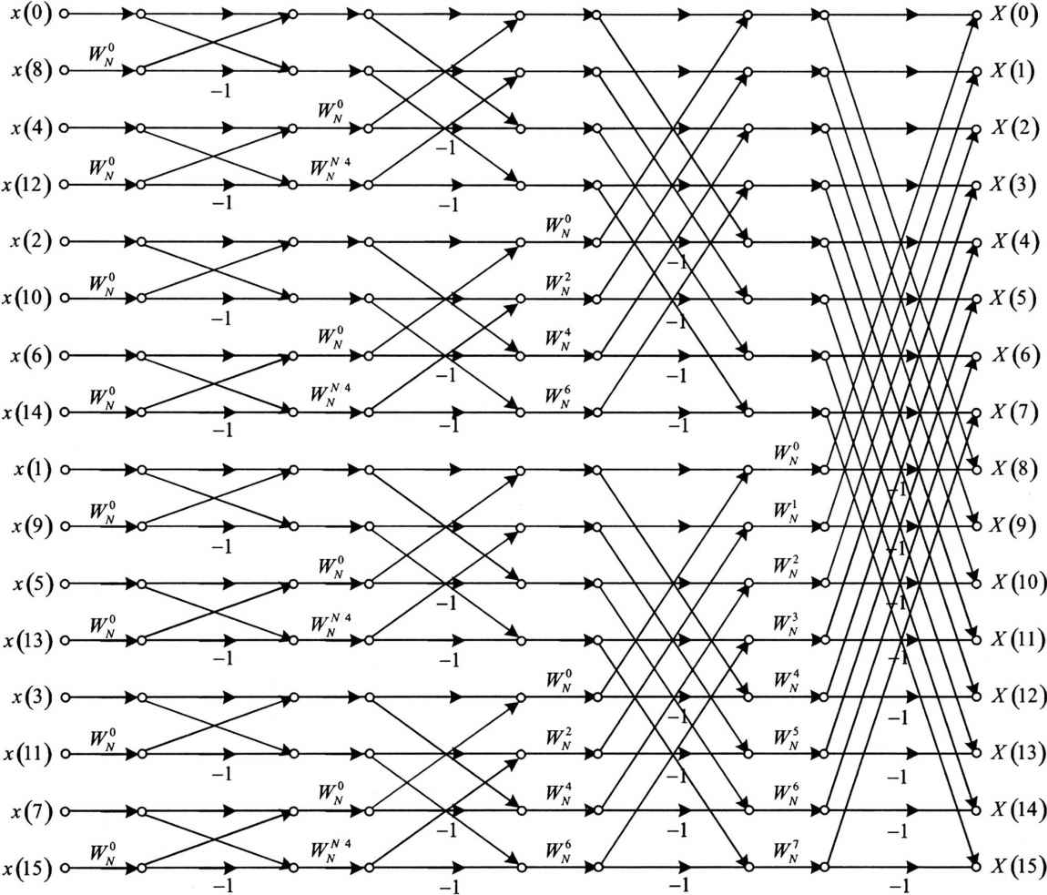 x(0) X(0)
W_N^0
x(8) -1 X(1)
W_N^0
x(4) -1 X(2)
W_N^0 W_N^{N 4}
x(12) -1 -1 X(3)
W_N^0
x(2) -1 X(4)
W_N^0 W_N^2
x(10) -1 -1 X(5)
W_N^0 W_N^4
x(6) -1 -1 X(6)
W_N^0 W_N^{N 4} W_N^6
x(14) -1 -1 -1 X(7)
W_N^0
x(1) -1 X(8)
W_N^0 W_N^1
x(9) -1 -1 X(9)
W_N^0 W_N^2
x(5) -1 -1 X(10)
W_N^0 W_N^{N 4} W_N^3
x(13) -1 -1 -1 X(11)
W_N^0 W_N^4
x(3) -1 -1 X(12)
W_N^0 W_N^2 W_N^5
x(11) -1 -1 -1 X(13)
W_N^0 W_N^4 W_N^6
x(7) -1 -1 -1 X(14)
W_N^0 W_N^{N 4} W_N^6 W_N^7
x(15) -1 -1 -1 -1 X(15)